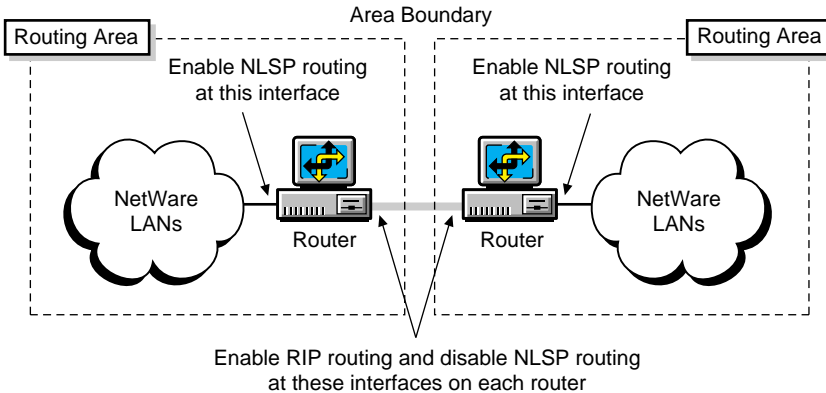 Area Boundary
Routing Area
Routing Area
Enable NLSP routing
at this interface
Enable NLSP routing
at this interface
NetWare
LANs
Router
Router
NetWare
LANs
Enable RIP routing and disable NLSP routing
at these interfaces on each router